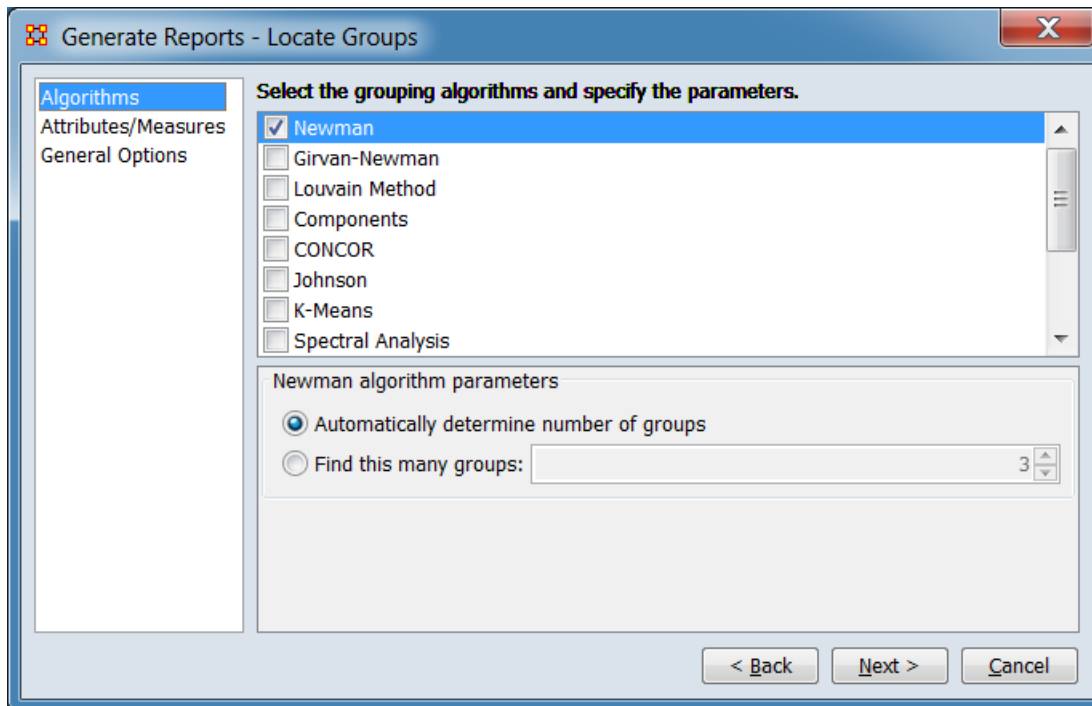 Generate Reports - Locate Groups
X
Algorithms
Attributes/Measures
General Options
Select the grouping algorithms and specify the parameters.
Newman
Girvan-Newman
Louvain Method
Components
CONCOR
Johnson
K-Means
Spectral Analysis
Newman algorithm parameters
Automatically determine number of groups
Find this many groups: 3
< Back Next > Cancel